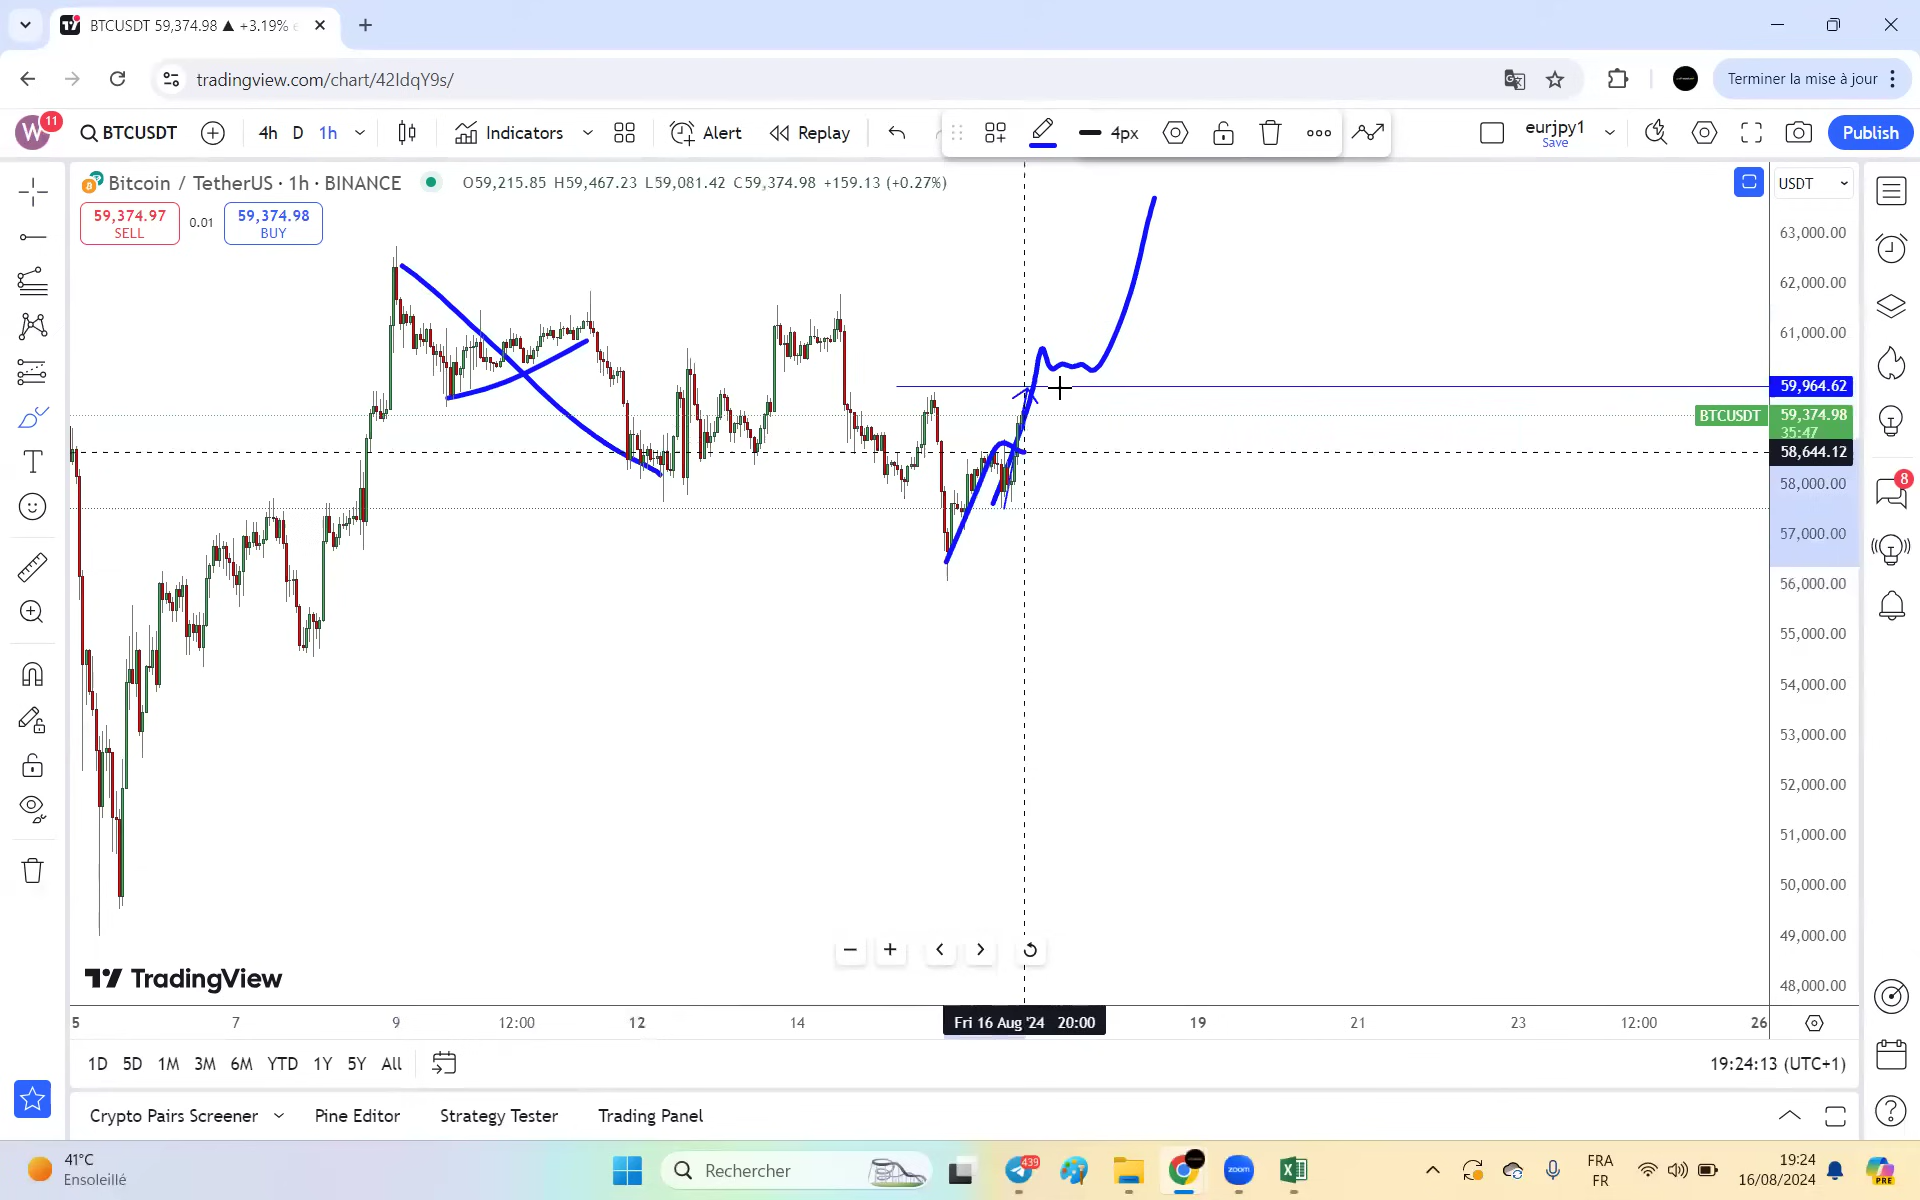 BTCUSDT 59,374.98 ▲ +3.19%
tradingview.com/chart/42IdqY9s/
Terminer la mise à jour
W 11
BTCUSDT
4h D 1h
Indicators
Alert
Replay
4px
eurjpy1
Save
Publish
Bitcoin / TetherUS · 1h · BINANCE
O59,215.85 H59,467.23 L59,081.42 C59,374.98 +159.13 (+0.27%)
USDT
59,374.97
SELL
0.01
59,374.98
BUY
63,000.00
62,000.00
61,000.00
59,964.62
BTCUSDT 59,374.98
35:47
58,644.12
58,000.00
57,000.00
56,000.00
55,000.00
54,000.00
53,000.00
52,000.00
51,000.00
50,000.00
49,000.00
48,000.00
8
TradingView
5 7 9 12:00 12 14 Fri 16 Aug '24 20:00 19 21 23 12:00 26
1D 5D 1M 3M 6M YTD 1Y 5Y All
19:24:13 (UTC+1)
Crypto Pairs Screener
Pine Editor
Strategy Tester
Trading Panel
41°C
Ensoleillé
Rechercher
439
zoom
FRA
FR
19:24
16/08/2024
PRE